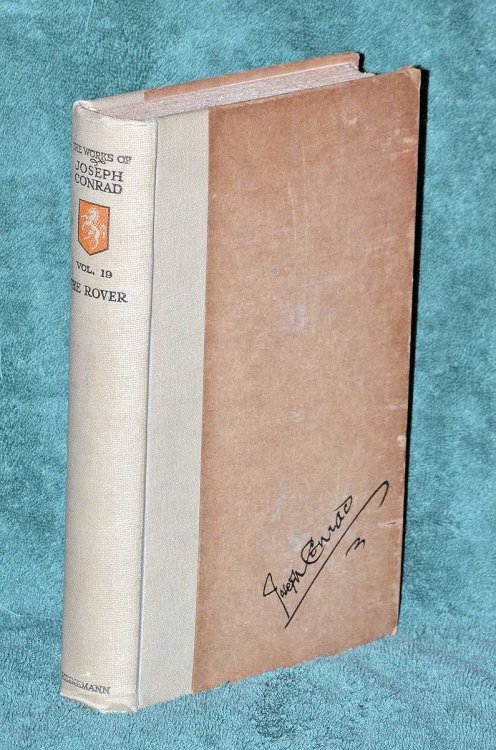 THE WORKS OF
JOSEPH
CONRAD
VOL. 19
THE ROVER
HEINEMANN
Joseph Conrad